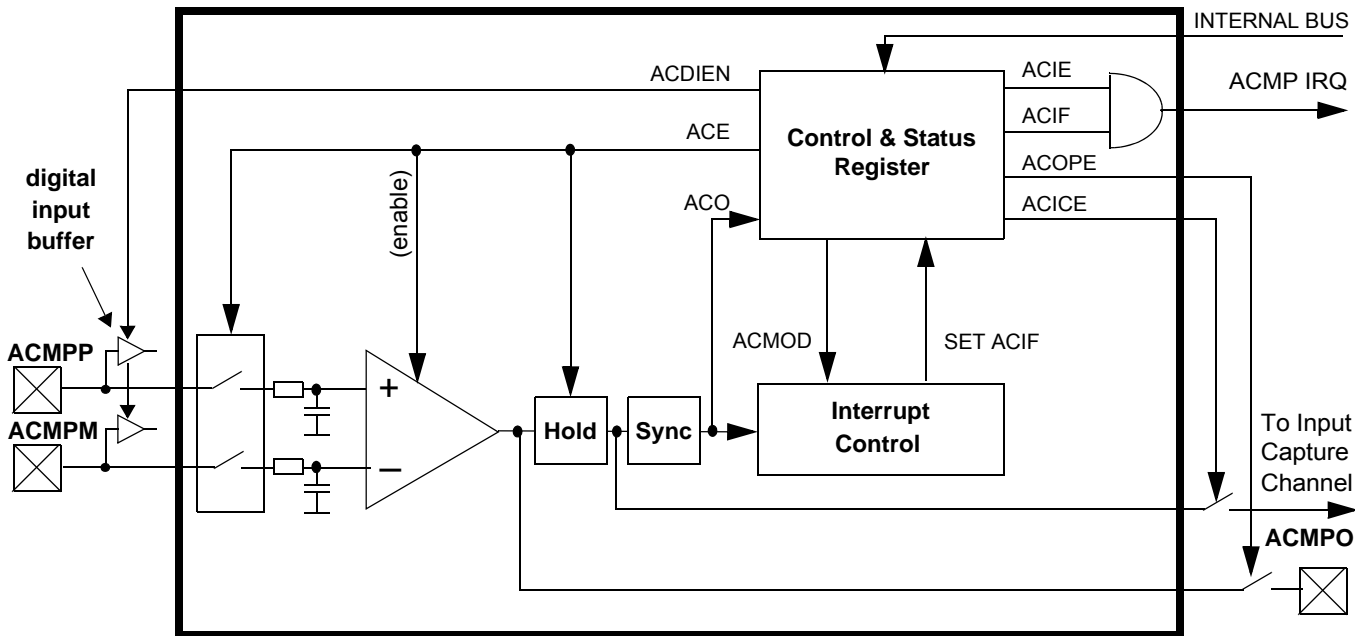 INTERNAL BUS
ACDIEN
ACIE
ACMP IRQ
ACE
Control & Status
Register
ACIF
digital
input
buffer
(enable)
ACOPE
ACO
ACICE
ACMOD
SET ACIF
ACMPP
+
Hold
Sync
Interrupt
Control
ACMPM
−
To Input
Capture
Channel
ACMPO